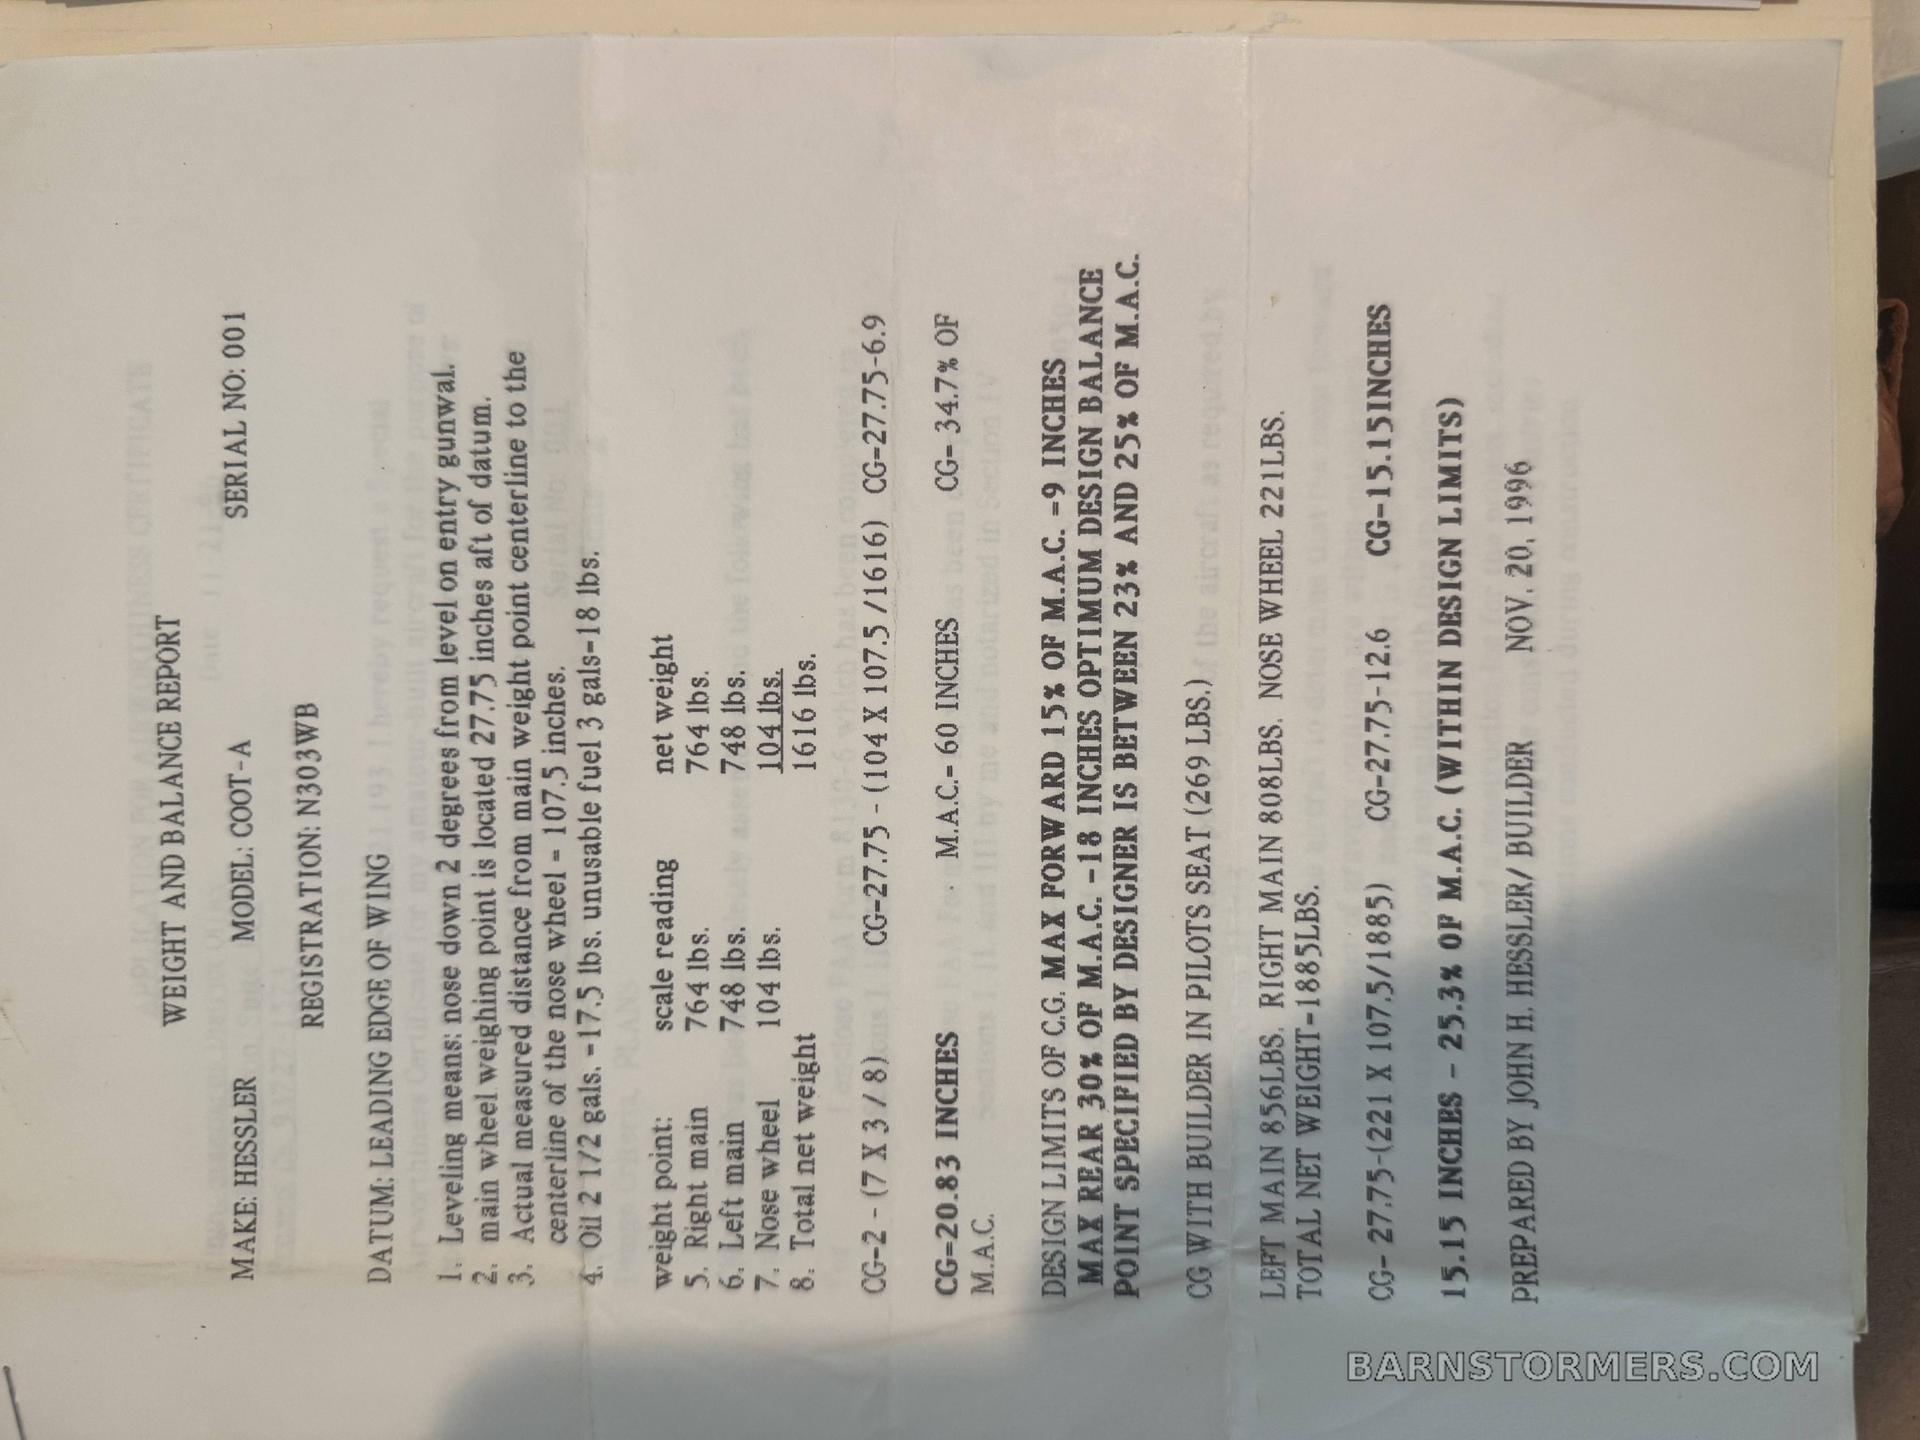 WEIGHT AND BALANCE REPORT
MAKE: HESSLER MODEL: COOT-A SERIAL NO: 001
REGISTRATION: N303WB
DATUM: LEADING EDGE OF WING
1. Leveling means: nose down 2 degrees from level on entry gunwal.
2. main wheel weighing point is located 27.75 inches aft of datum.
3. Actual measured distance from main weight point centerline to the
centerline of the nose wheel = 107.5 inches.
4. Oil 2 1/2 gals. =17.5 lbs. unusable fuel 3 gals=18 lbs.
weight point: scale reading net weight
5. Right main 764 lbs. 764 lbs.
6. Left main 748 lbs. 748 lbs.
7. Nose wheel 104 lbs. 104 lbs.
8. Total net weight 1616 lbs.
CG=2 - (7 X 3 / 8) CG=27.75 - (104 X 107.5 /1616) CG=27.75-6.9
CG=20.83 INCHES M.A.C.= 60 INCHES CG= 34.7% OF
M.A.C.
DESIGN LIMITS OF C.G. MAX FORWARD 15% OF M.A.C. =9 INCHES
MAX REAR 30% OF M.A.C. =18 INCHES OPTIMUM DESIGN BALANCE
POINT SPECIFIED BY DESIGNER IS BETWEEN 23% AND 25% OF M.A.C.
CG WITH BUILDER IN PILOTS SEAT (269 LBS.)
LEFT MAIN 856LBS. RIGHT MAIN 808LBS. NOSE WHEEL 221LBS.
TOTAL NET WEIGHT=1885LBS.
CG= 27.75-(221 X 107.5/1885) CG=27.75-12.6 CG=15.15INCHES
15.15 INCHES = 25.3% OF M.A.C. (WITHIN DESIGN LIMITS)
PREPARED BY JOHN H. HESSLER/ BUILDER NOV. 20, 1996
BARNSTORMERS.COM